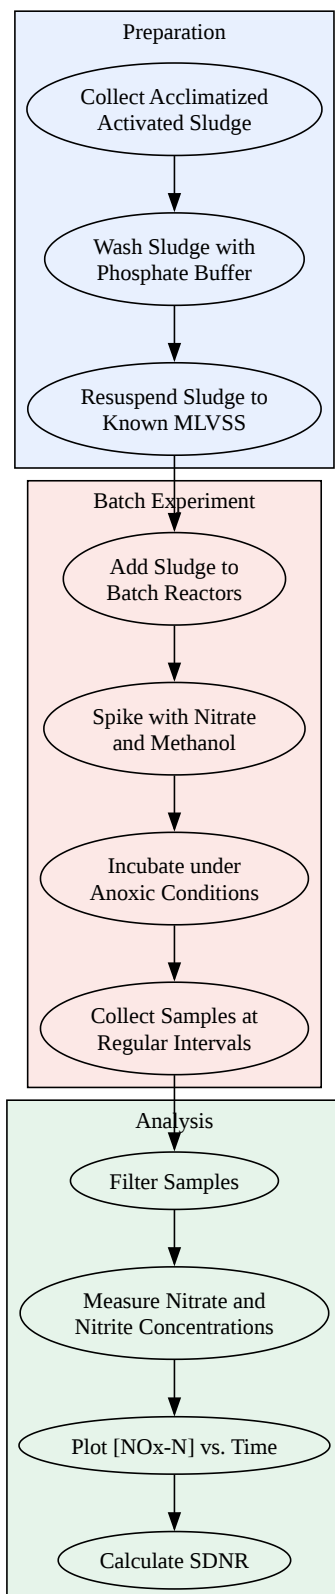 Preparation
Collect Acclimatized
Activated Sludge
Wash Sludge with
Phosphate Buffer
Resuspend Sludge to
Known MLVSS
Batch Experiment
Add Sludge to
Batch Reactors
Spike with Nitrate
and Methanol
Incubate under
Anoxic Conditions
Collect Samples at
Regular Intervals
Analysis
Filter Samples
Measure Nitrate and
Nitrite Concentrations
Plot [NOx-N] vs. Time
Calculate SDNR